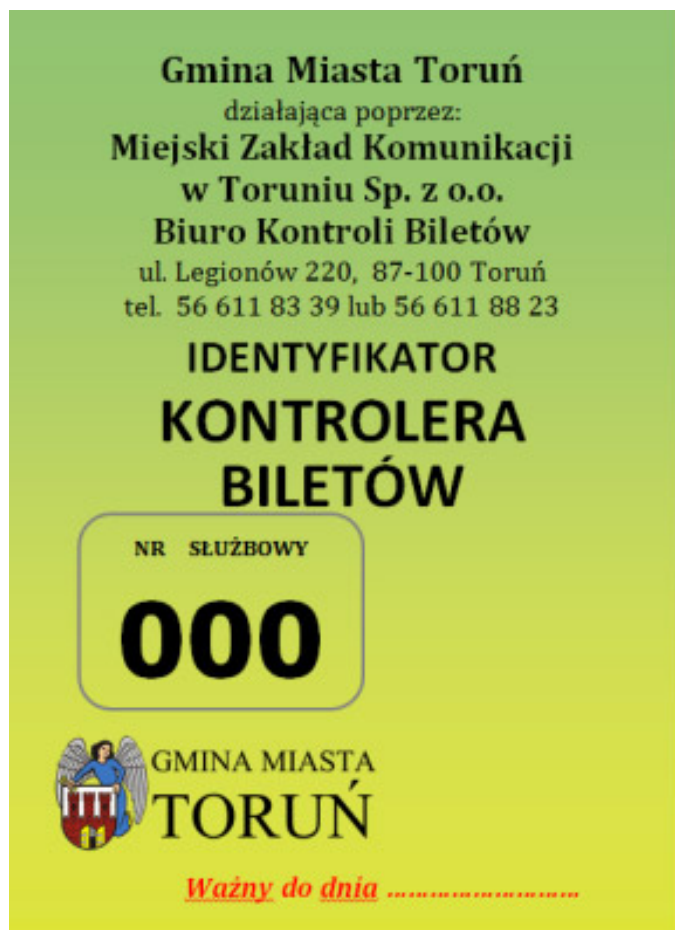 Gmina Miasta Toruń
działająca poprzez:
Miejski Zakład Komunikacji
w Toruniu Sp. z o.o.
Biuro Kontroli Biletów
ul. Legionów 220, 87-100 Toruń
tel. 56 611 83 39 lub 56 611 88 23
IDENTYFIKATOR
KONTROLERA
BILETÓW
NR SŁUŻBOWY
000
GMINA MIASTA
TORUŃ
Ważny do dnia ...........................